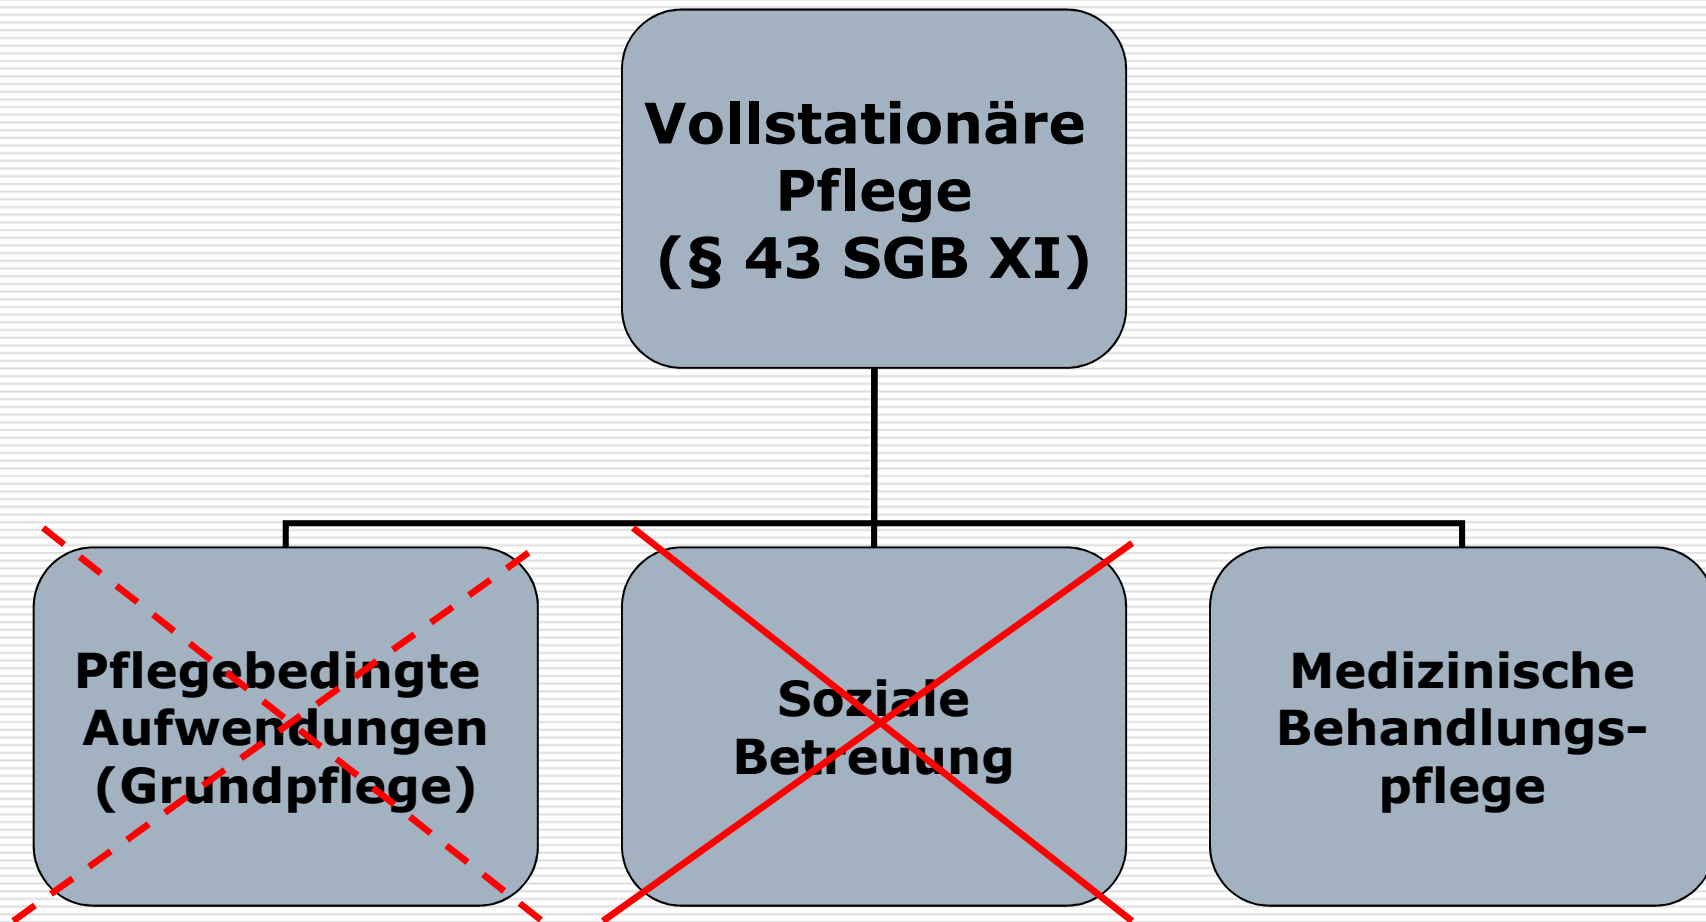 Vollstationäre
Pflege
(§ 43 SGB XI)
Pflegebedingte
Aufwendungen
(Grundpflege)
Soziale
Betreuung
Medizinische
Behandlungs–
pflege